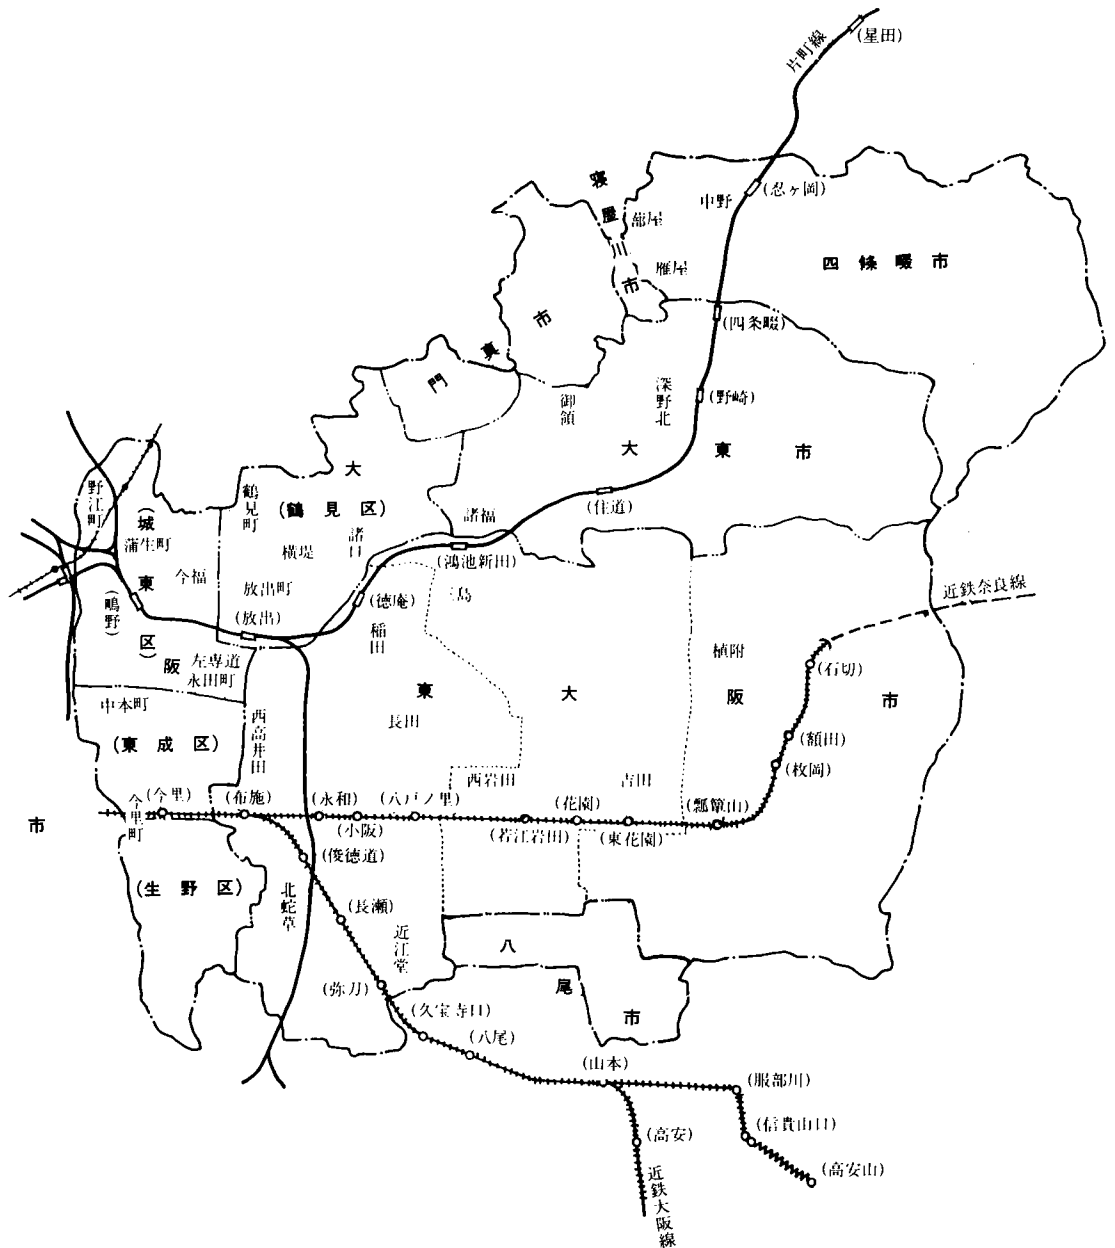 片町線
(星田)
(忍ヶ岡)
中野
寝屋川市
蔀屋
雁屋
四條畷市
(四条畷)
門真市
御領
深野北
(野崎)
大東市
(住道)
大
(鶴見区)
鶴見町
諸口
諸福
横堤
(鴻池新田)
野江町
(城東区)
蒲生町
今福
放出町
(放出)
(徳庵)
三島
稲田
(鴫野)
近鉄奈良線
阪
左専道
永田町
植附
(石切)
東大阪市
中本町
西高井田
長田
(東成区)
(額田)
(枚岡)
西岩田
吉田
(今里)
今里町
(布施)
(永和)
(小阪)
(八戸ノ里)
(若江岩田)
(花園)
(東花園)
(瓢簞山)
市
(俊徳道)
(生野区)
北蛇草
(長瀬)
近江堂
八尾市
(弥刀)
(久宝寺口)
(八尾)
(山本)
(服部川)
(高安)
(信貴山口)
(高安山)
近鉄大阪線